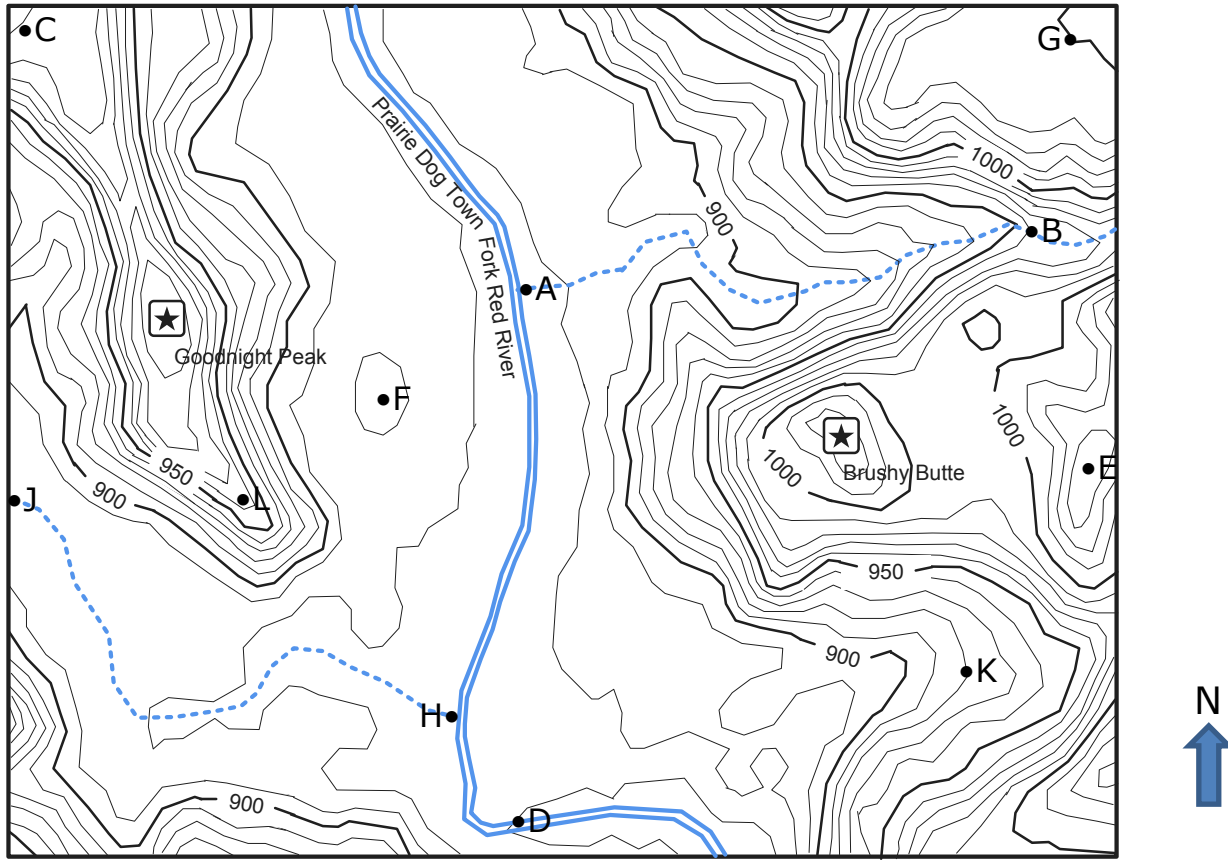 C
G
Prairie Dog Town Fork Red River
1000
900
B
A
Goodnight Peak
F
1000
1000
Brushy Butte
E
950
900
L
J
950
900
K
H
N
900
D